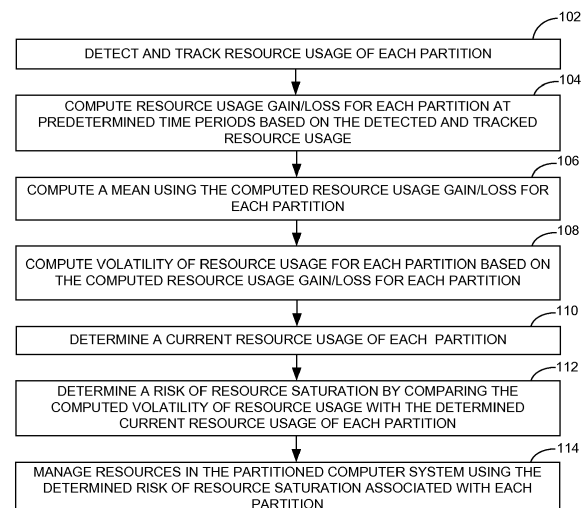 102
DETECT AND TRACK RESOURCE USAGE OF EACH PARTITION
104
COMPUTE RESOURCE USAGE GAIN/LOSS FOR EACH PARTITION AT
PREDETERMINED TIME PERIODS BASED ON THE DETECTED AND TRACKED
RESOURCE USAGE
106
COMPUTE A MEAN USING THE COMPUTED RESOURCE USAGE GAIN/LOSS FOR
EACH PARTITION
108
COMPUTE VOLATILITY OF RESOURCE USAGE FOR EACH PARTITION BASED ON
THE COMPUTED RESOURCE USAGE GAIN/LOSS FOR EACH PARTITION
110
DETERMINE A CURRENT RESOURCE USAGE OF EACH PARTITION
112
DETERMINE A RISK OF RESOURCE SATURATION BY COMPARING THE
COMPUTED VOLATILITY OF RESOURCE USAGE WITH THE DETERMINED
CURRENT RESOURCE USAGE OF EACH PARTITION
114
MANAGE RESOURCES IN THE PARTITIONED COMPUTER SYSTEM USING THE
DETERMINED RISK OF RESOURCE SATURATION ASSOCIATED WITH EACH
PARTITION